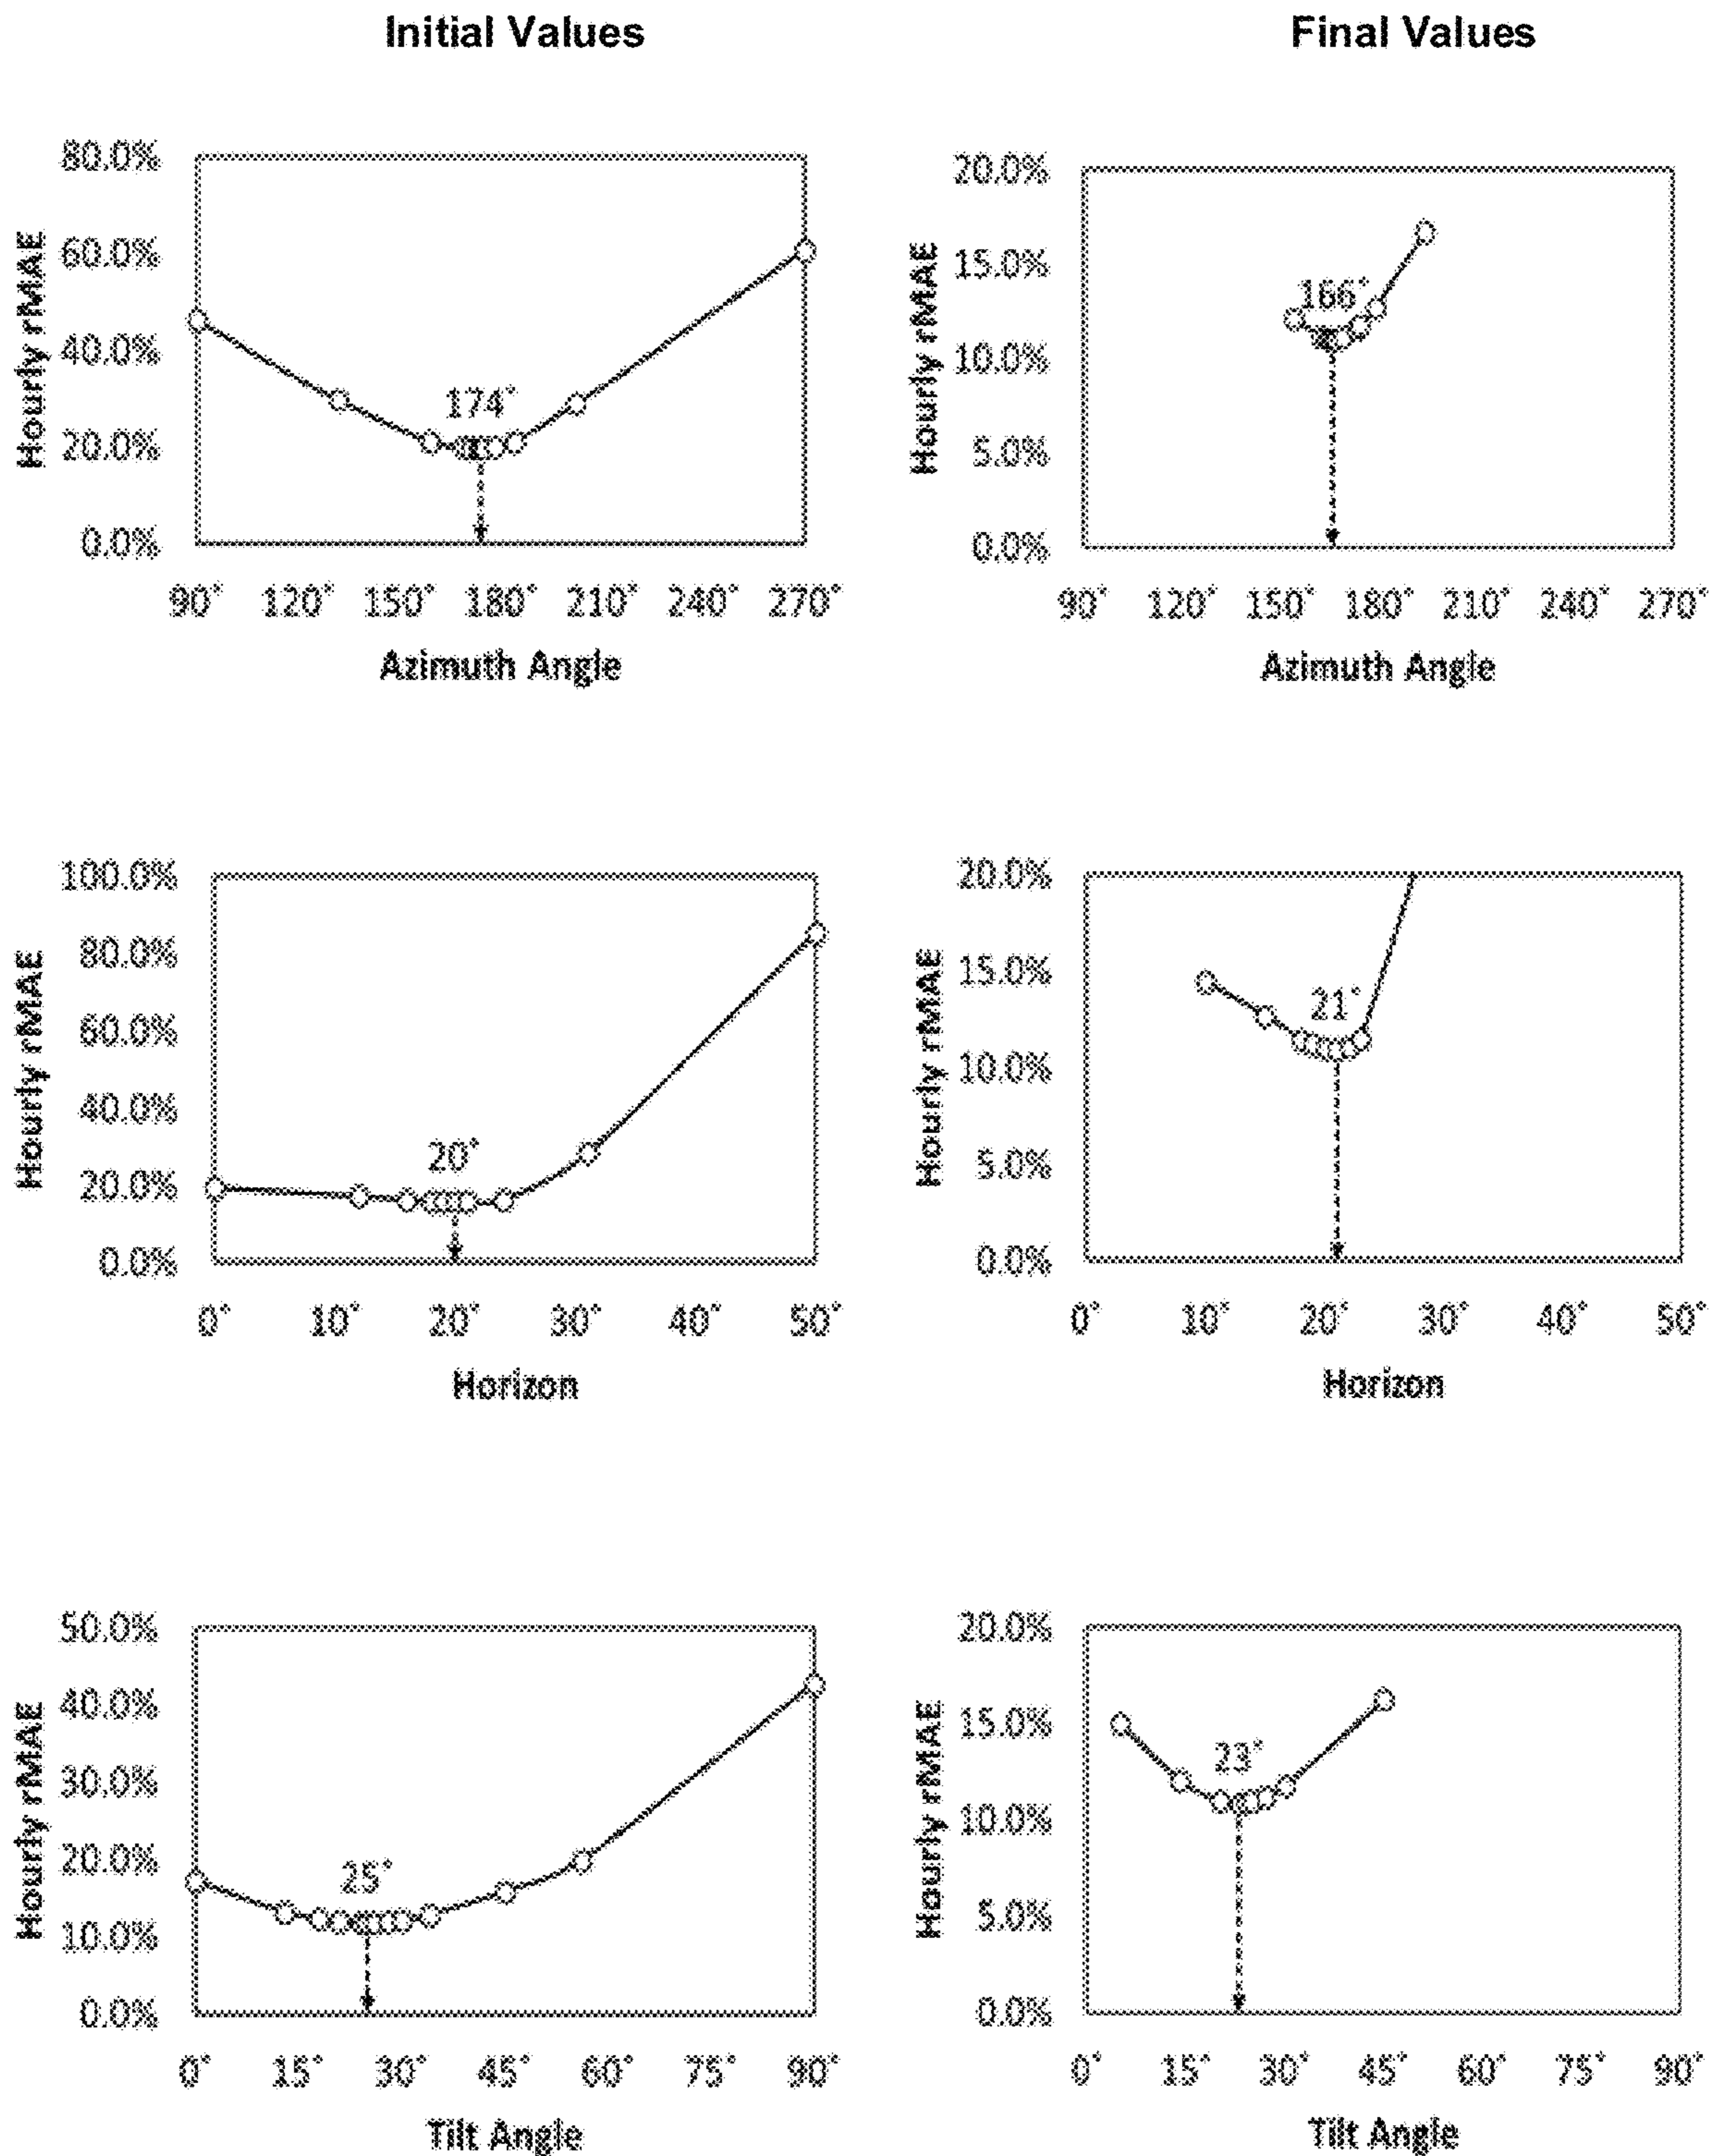 Initial Values
Final Values
Hourly rMAE
80.0%
60.0%
40.0%
20.0%
0.0%
174°
90° 120° 150° 180° 210° 240° 270°
Azimuth Angle
Hourly rMAE
20.0%
15.0%
10.0%
5.0%
0.0%
166°
90° 120° 150° 180° 210° 240° 270°
Azimuth Angle
Hourly rMAE
100.0%
80.0%
60.0%
40.0%
20.0%
0.0%
20°
0° 10° 20° 30° 40° 50°
Horizon
Hourly rMAE
20.0%
15.0%
10.0%
5.0%
0.0%
21°
0° 10° 20° 30° 40° 50°
Horizon
Hourly rMAE
50.0%
40.0%
30.0%
20.0%
10.0%
0.0%
25°
0° 15° 30° 45° 60° 75° 90°
Tilt Angle
Hourly rMAE
20.0%
15.0%
10.0%
5.0%
0.0%
23°
0° 15° 30° 45° 60° 75° 90°
Tilt Angle